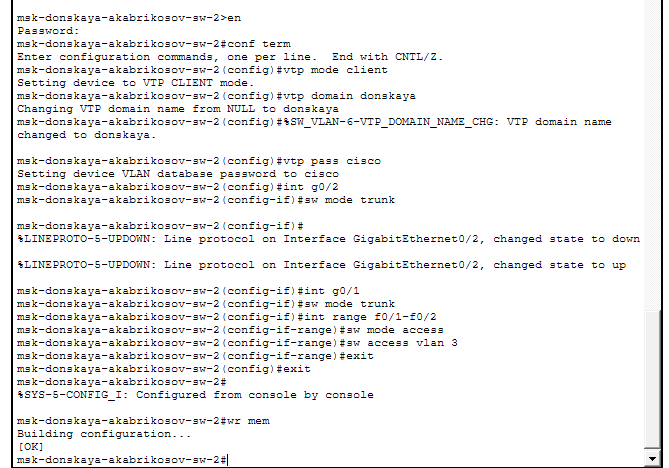 msk-donskaya-akabrikosov-sw-2>en
Password:
msk-donskaya-akabrikosov-sw-2#conf term
Enter configuration commands, one per line.  End with CNTL/Z.
msk-donskaya-akabrikosov-sw-2(config)#vtp mode client
Setting device to VTP CLIENT mode.
msk-donskaya-akabrikosov-sw-2(config)#vtp domain donskaya
Changing VTP domain name from NULL to donskaya
msk-donskaya-akabrikosov-sw-2(config)#%SW_VLAN-6-VTP_DOMAIN_NAME_CHG: VTP domain name
changed to donskaya.
msk-donskaya-akabrikosov-sw-2(config)#vtp pass cisco
Setting device VLAN database password to cisco
msk-donskaya-akabrikosov-sw-2(config)#int g0/2
msk-donskaya-akabrikosov-sw-2(config-if)#sw mode trunk
msk-donskaya-akabrikosov-sw-2(config-if)#
%LINEPROTO-5-UPDOWN: Line protocol on Interface GigabitEthernet0/2, changed state to down
%LINEPROTO-5-UPDOWN: Line protocol on Interface GigabitEthernet0/2, changed state to up
msk-donskaya-akabrikosov-sw-2(config-if)#int g0/1
msk-donskaya-akabrikosov-sw-2(config-if)#sw mode trunk
msk-donskaya-akabrikosov-sw-2(config-if)#int range f0/1-f0/2
msk-donskaya-akabrikosov-sw-2(config-if-range)#sw mode access
msk-donskaya-akabrikosov-sw-2(config-if-range)#sw access vlan 3
msk-donskaya-akabrikosov-sw-2(config-if-range)#exit
msk-donskaya-akabrikosov-sw-2(config)#exit
msk-donskaya-akabrikosov-sw-2#
%SYS-5-CONFIG_I: Configured from console by console
msk-donskaya-akabrikosov-sw-2#wr mem
Building configuration...
[OK]
msk-donskaya-akabrikosov-sw-2#